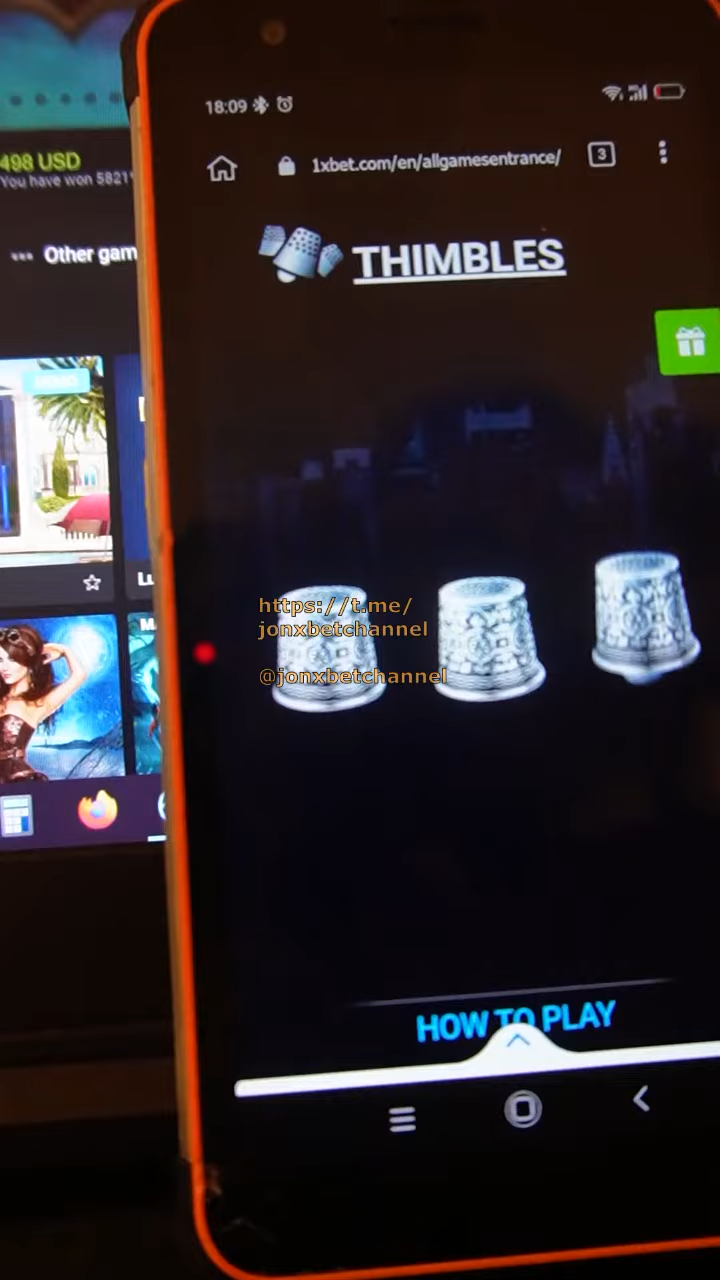 18:09
3
1xbet.com/en/allgamesentrance/
498 USD
You have won 5821
Other gam
THIMBLES
https://t.me/
jonxbetchannel
@jonxbetchannel
HOW TO PLAY